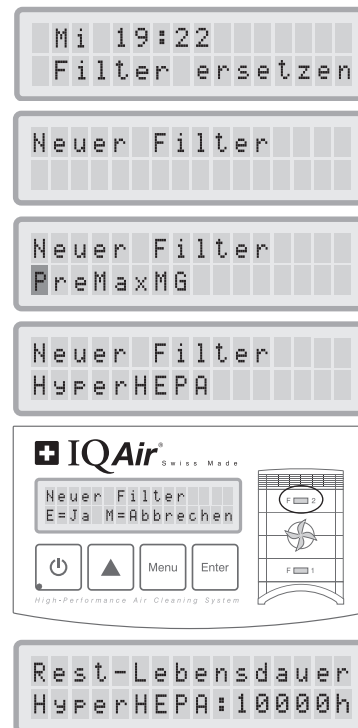 Mi 19:22
Filter ersetzen
Neuer Filter
Neuer Filter
PreMaxMG
Neuer Filter
HyperHEPA
IQAir® Swiss Made
Neuer Filter
E=Ja M=Abbrechen
F 2
F 1
Menu Enter
High-Performance Air Cleaning System
Rest-Lebensdauer
HyperHEPA:10000h